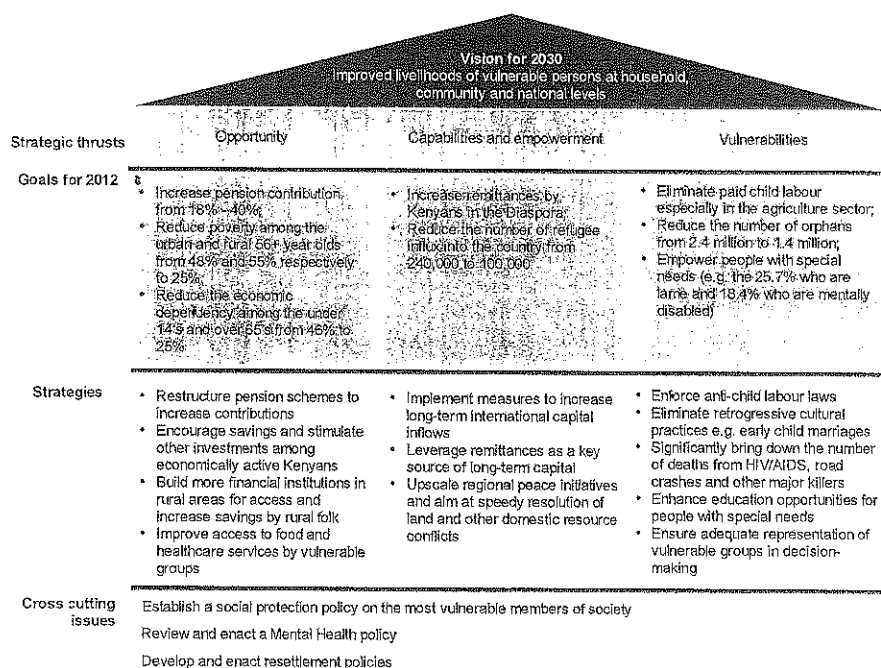 Vision for 2030
Improved livelihoods of vulnerable persons at household,
community and national levels
Strategic thrusts
Opportunity
Capabilities and empowerment
Vulnerabilities
Goals for 2012
• Increase pension contribution
from 18% -40%;
• Reduce poverty among the
urban and rural 56+ year olds
from 48% and 55% respectively
to 25%
• Reduce the economic
dependency among the under
14's and over 65's from 46% to
25%
• Increase remittances by
Kenyans in the Diaspora;
• Reduce the number of refugee
influx into the country from
240,000 to 100,000
• Eliminate paid child labour
especially in the agriculture sector;
• Reduce the number of orphans
from 2.4 million to 1.4 million;
• Empower people with special
needs (e.g. the 25.7% who are
lame and 18.4% who are mentally
disabled)
Strategies
• Restructure pension schemes to
increase contributions
• Encourage savings and stimulate
other investments among
economically active Kenyans
• Build more financial institutions in
rural areas for access and
increase savings by rural folk
• Improve access to food and
healthcare services by vulnerable
groups
• Implement measures to increase
long-term international capital
inflows
• Leverage remittances as a key
source of long-term capital
• Upscale regional peace initiatives
and aim at speedy resolution of
land and other domestic resource
conflicts
• Enforce anti-child labour laws
• Eliminate retrogressive cultural
practices e.g. early child marriages
• Significantly bring down the number
of deaths from HIV/AIDS, road
crashes and other major killers
• Enhance education opportunities for
people with special needs
• Ensure adequate representation of
vulnerable groups in decision-
making
Cross cutting
issues
Establish a social protection policy on the most vulnerable members of society
Review and enact a Mental Health policy
Develop and enact resettlement policies